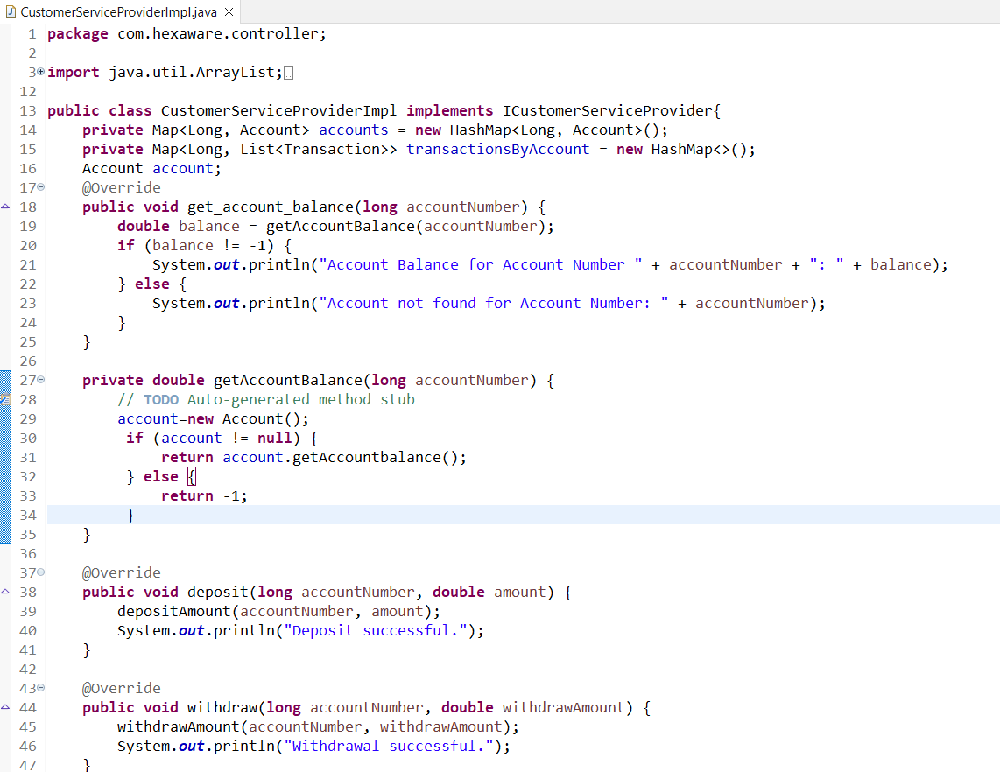 CustomerServiceProviderImpl.java
1 package com.hexaware.controller;
2
3 import java.util.ArrayList;
12
13 public class CustomerServiceProviderImpl implements ICustomerServiceProvider{
14     private Map<Long, Account> accounts = new HashMap<Long, Account>();
15     private Map<Long, List<Transaction>> transactionsByAccount = new HashMap<>();
16     Account account;
17     @Override
18     public void get_account_balance(long accountNumber) {
19         double balance = getAccountBalance(accountNumber);
20         if (balance != -1) {
21             System.out.println("Account Balance for Account Number " + accountNumber + ": " + balance);
22         } else {
23             System.out.println("Account not found for Account Number: " + accountNumber);
24         }
25     }
26
27     private double getAccountBalance(long accountNumber) {
28         // TODO Auto-generated method stub
29         account=new Account();
30          if (account != null) {
31              return account.getAccountbalance();
32          } else {
33              return -1;
34          }
35     }
36
37     @Override
38     public void deposit(long accountNumber, double amount) {
39         depositAmount(accountNumber, amount);
40         System.out.println("Deposit successful.");
41     }
42
43     @Override
44     public void withdraw(long accountNumber, double withdrawAmount) {
45         withdrawAmount(accountNumber, withdrawAmount);
46         System.out.println("Withdrawal successful.");
47     }